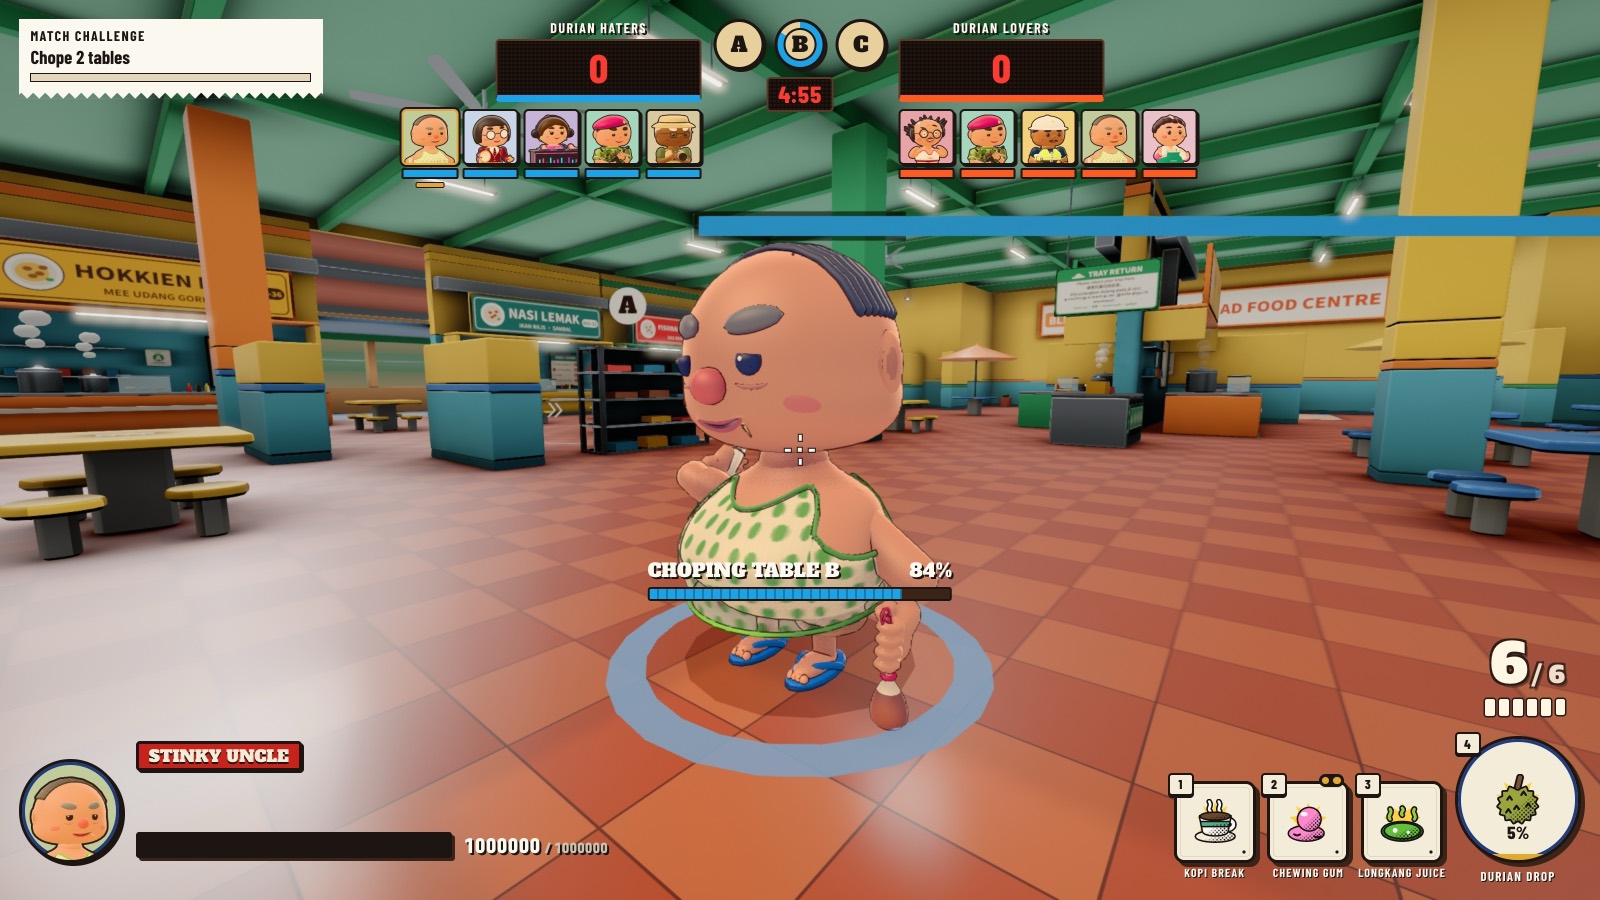 MATCH CHALLENGE
Chope 2 tables
DURIAN HATERS
0
A
B
C
4:55
DURIAN LOVERS
0
HOKKIEN
MEE UDANG
NASI LEMAK
A
TRAY RETURN
AD FOOD CENTRE
CHOPING TABLE B 84%
6/6
STINKY UNCLE
1000000 / 1000000
1
2
3
4
5%
KOPI BREAK
CHEWING GUM
LONGKANG JUICE
DURIAN DROP